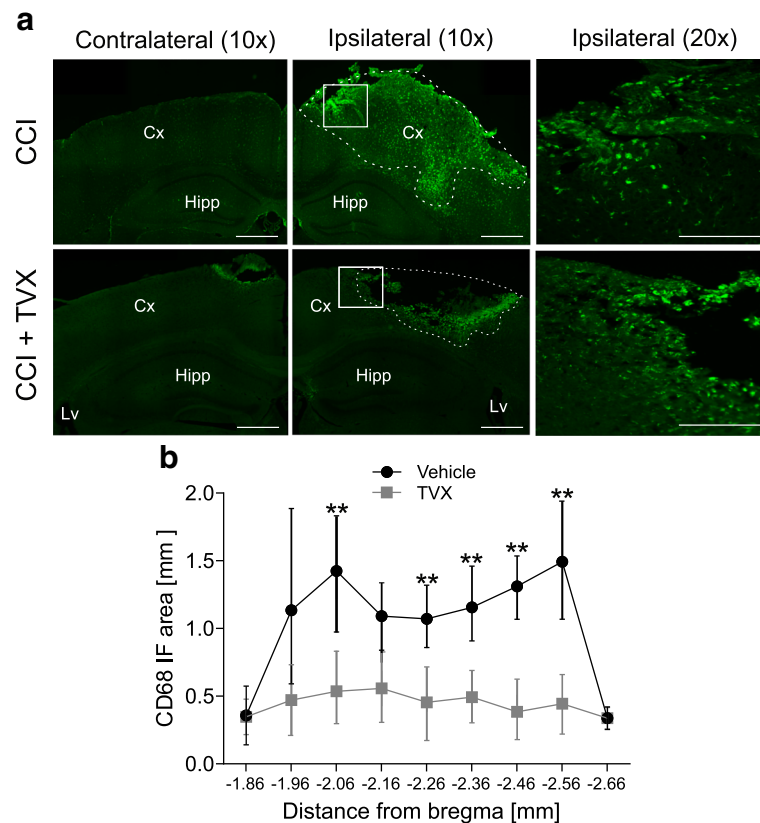 a
Contralateral (10x) Ipsilateral (10x) Ipsilateral (20x)
CCI
Cx
Hipp
Cx
Hipp
CCI + TVX
Cx
Hipp
Lv
Cx
Hipp
Lv
b
Vehicle
TVX
CD68 IF area [mm ]
2.0
1.5
1.0
0.5
0.0
** ** ** ** **
-1.86 -1.96 -2.06 -2.16 -2.26 -2.36 -2.46 -2.56 -2.66
Distance from bregma [mm]